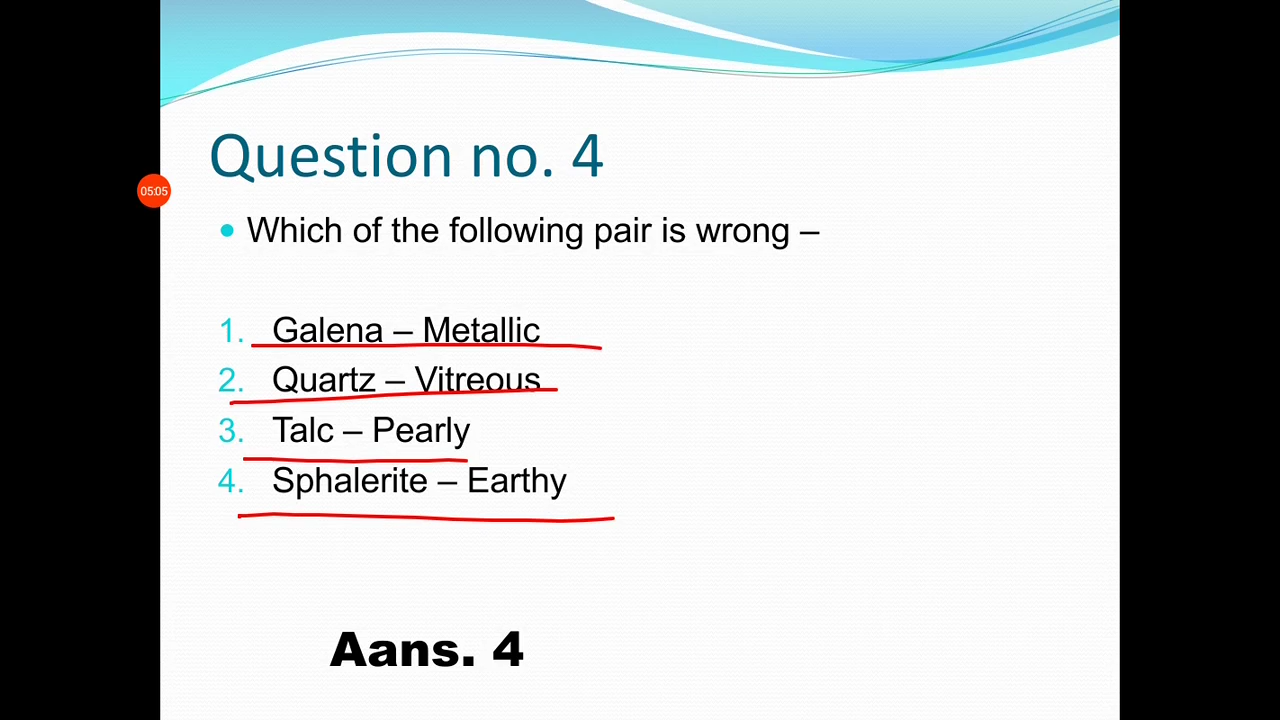 Question no. 4
05:05
• Which of the following pair is wrong –
1. Galena – Metallic
2. Quartz – Vitreous
3. Talc – Pearly
4. Sphalerite – Earthy
Aans. 4